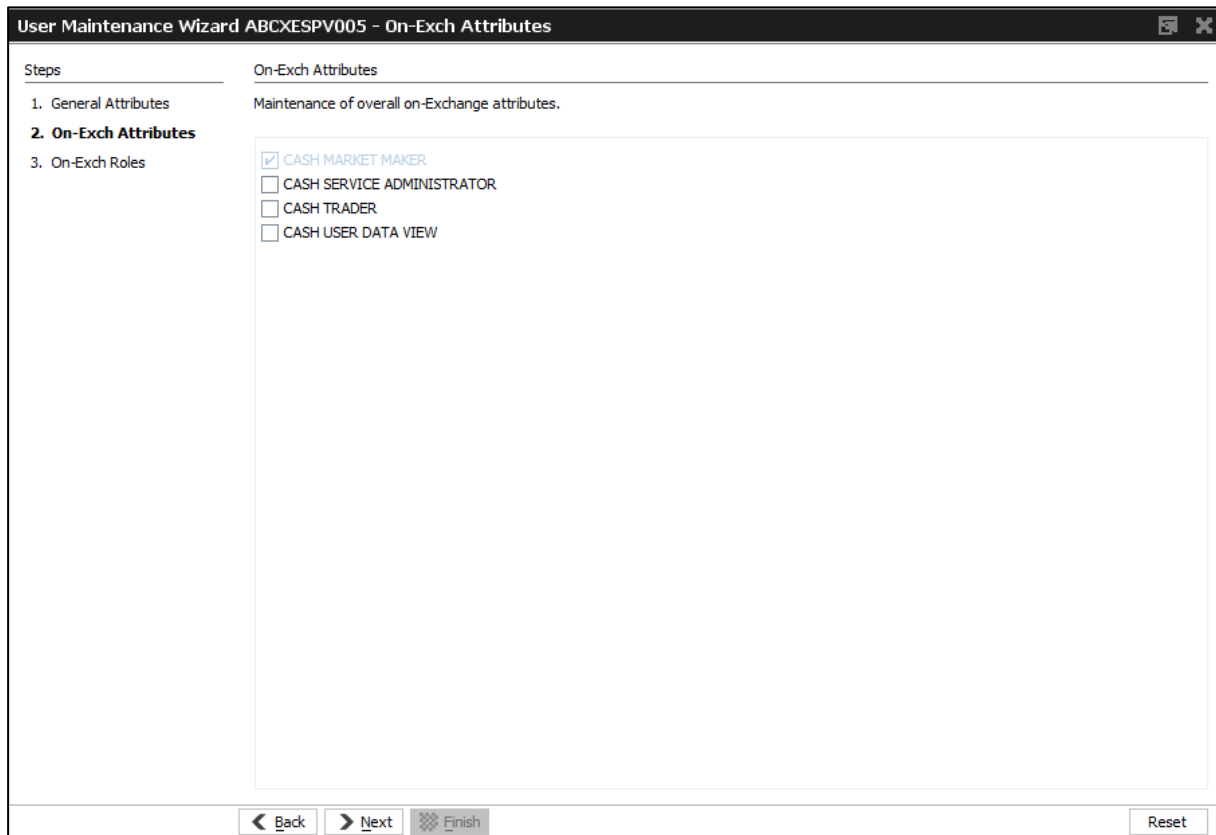 User Maintenance Wizard ABCXESPV005 - On-Exch Attributes
Steps
1. General Attributes
2. On-Exch Attributes
3. On-Exch Roles
On-Exch Attributes
Maintenance of overall on-Exchange attributes.
CASH MARKET MAKER
CASH SERVICE ADMINISTRATOR
CASH TRADER
CASH USER DATA VIEW
Back Next Finish Reset